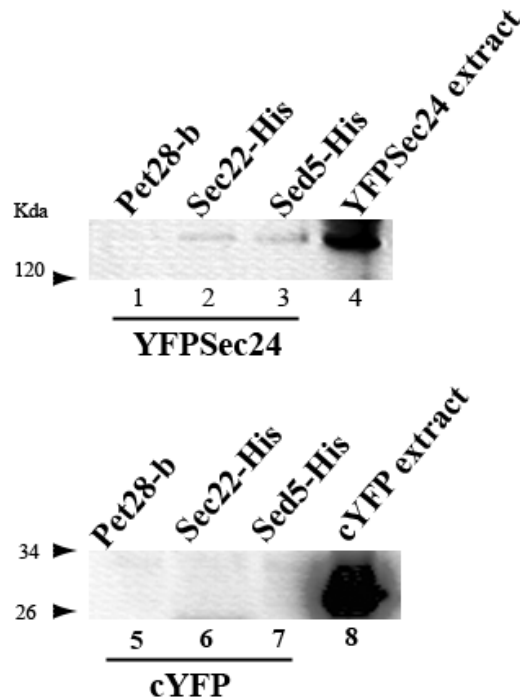 Pet28-b
Sec22-His
Sed5-His
YFPSec24 extract
Kda
120
1 2 3 4
YFPSec24
Pet28-b
Sec22-His
Sed5-His
cYFP extract
34
26
5 6 7 8
cYFP